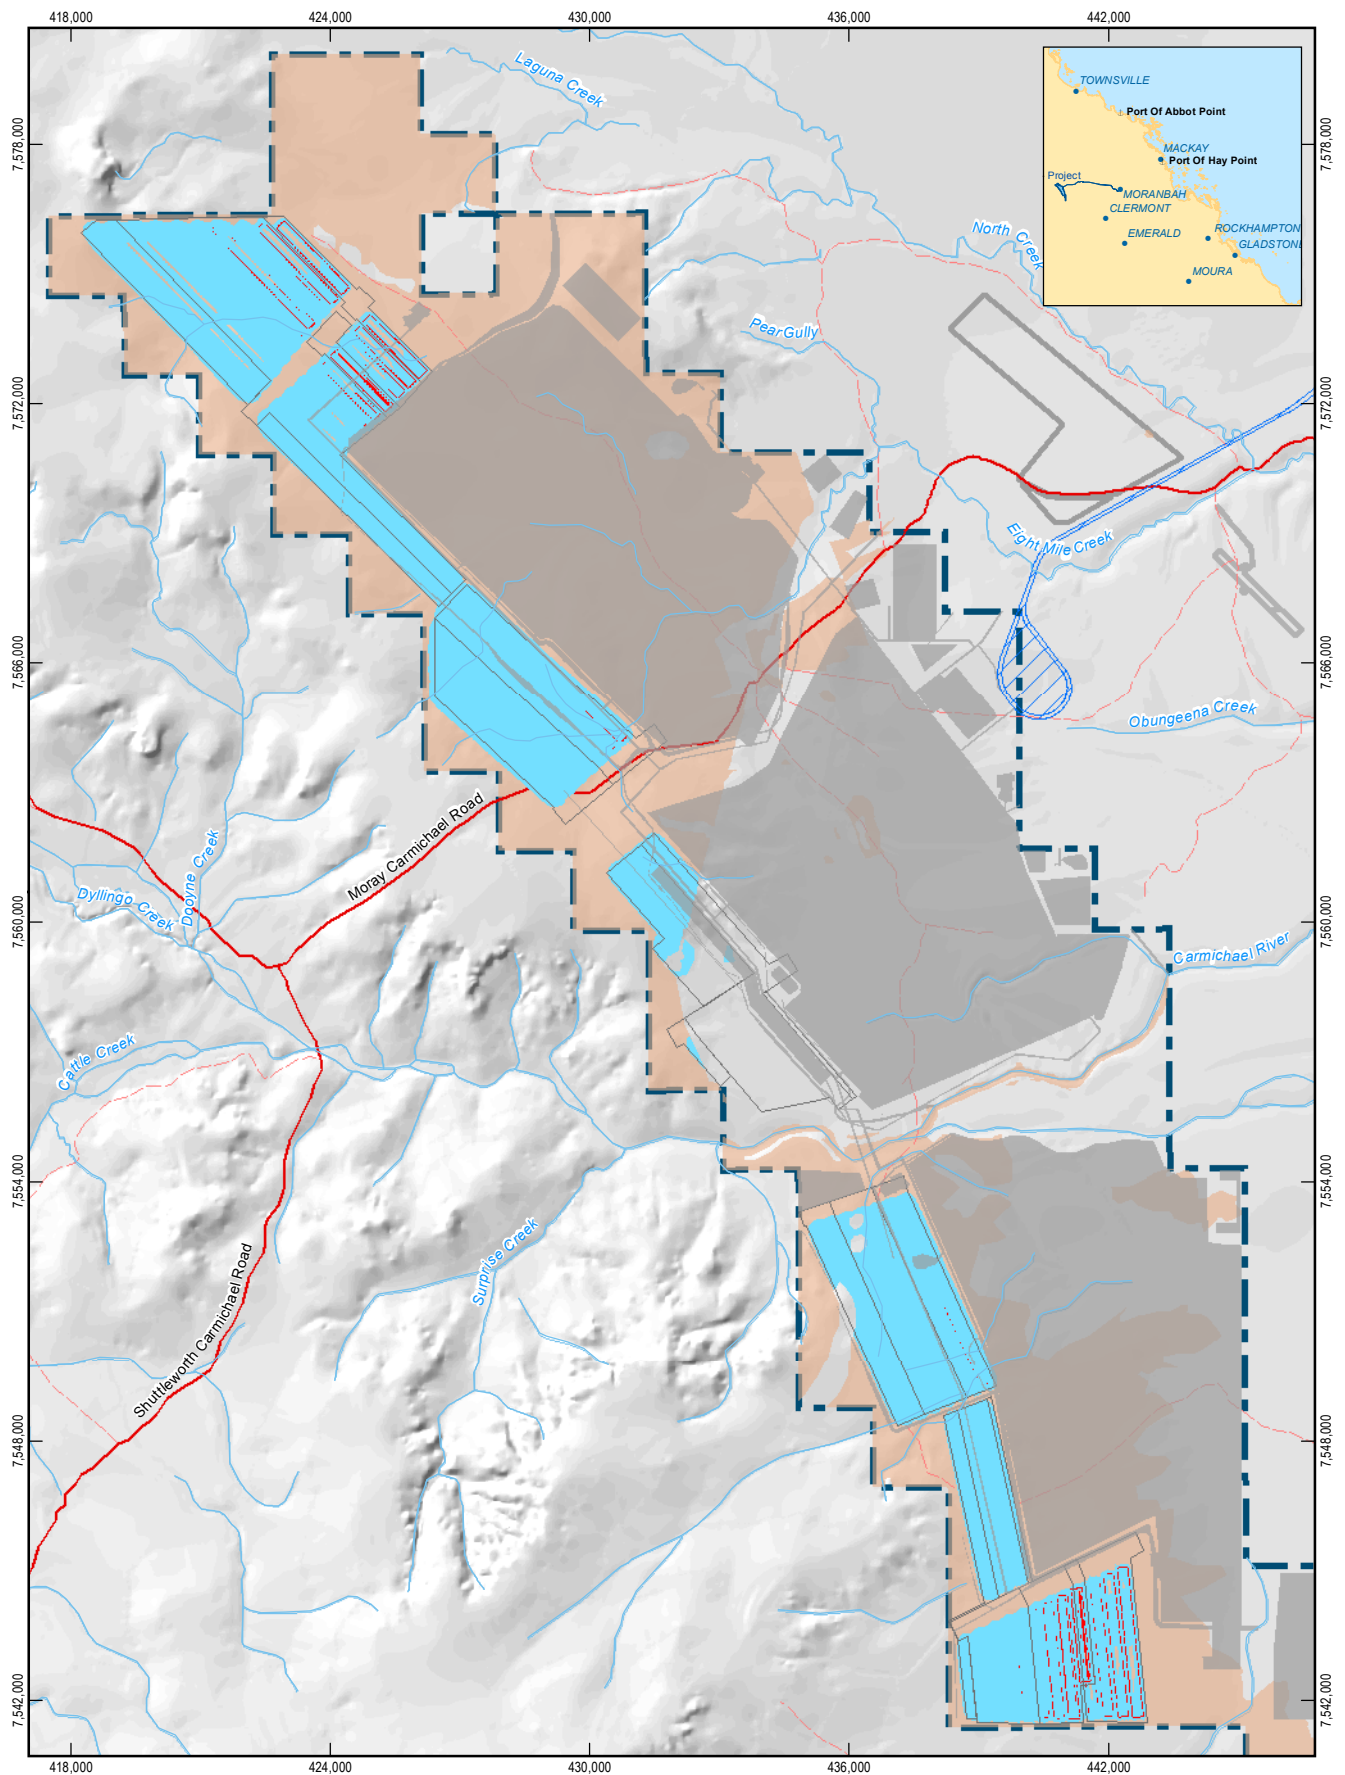 418,000
424,000
430,000
436,000
442,000
Laguna Creek
TOWNSVILLE
Port Of Abbot Point
MACKAY
Port Of Hay Point
Project
MORANBAH
CLERMONT
EMERALD
ROCKHAMPTON
GLADSTONE
MOURA
7,578,000
7,578,000
North Creek
Pear Gully
7,572,000
7,572,000
Eight Mile Creek
7,566,000
7,566,000
Obungeena Creek
Moray Carmichael Road
Dooyne Creek
Dyllingo Creek
7,560,000
7,560,000
Carmichael River
Cattle Creek
7,554,000
7,554,000
Surprise Creek
Shuttleworth Carmichael Road
7,548,000
7,548,000
7,542,000
7,542,000
418,000
424,000
430,000
436,000
442,000